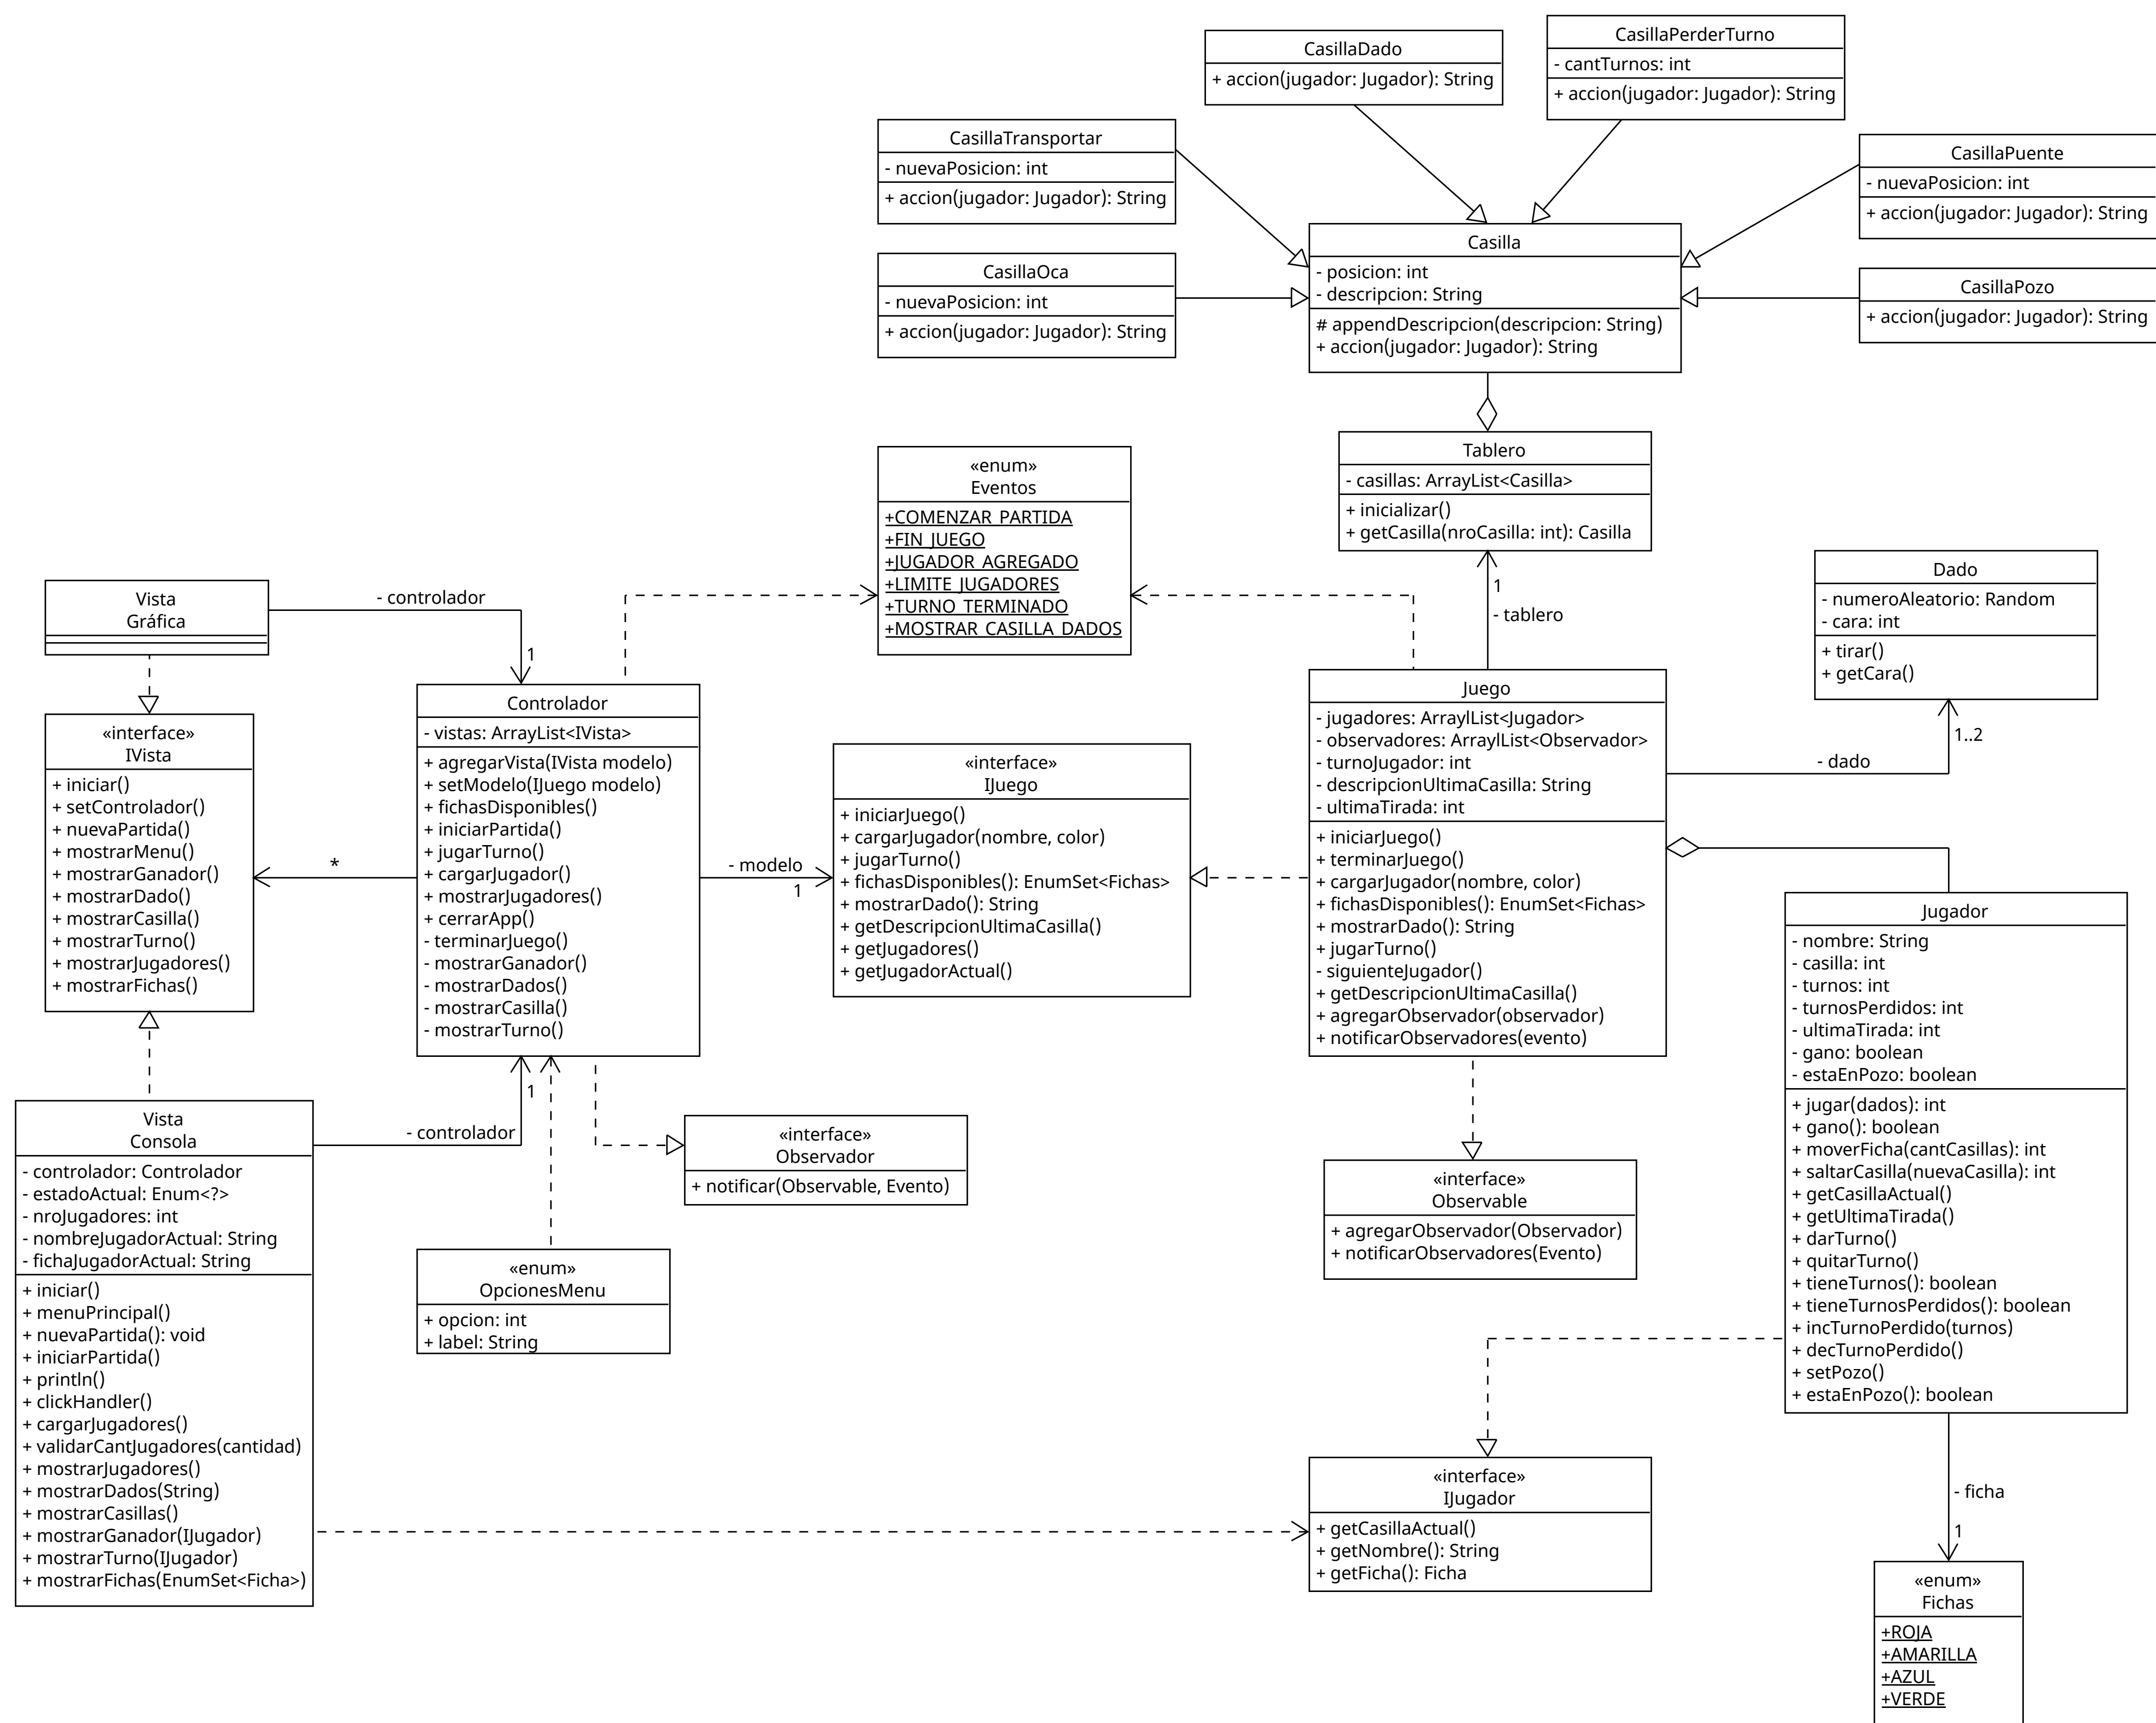 CasillaDado
+ accion(jugador: Jugador): String
CasillaPerderTurno
- cantTurnos: int
+ accion(jugador: Jugador): String
CasillaTransportar
- nuevaPosicion: int
+ accion(jugador: Jugador): String
CasillaPuente
- nuevaPosicion: int
+ accion(jugador: Jugador): String
CasillaOca
- nuevaPosicion: int
+ accion(jugador: Jugador): String
Casilla
- posicion: int
- descripcion: String
# appendDescripcion(descripcion: String)
+ accion(jugador: Jugador): String
CasillaPozo
+ accion(jugador: Jugador): String
«enum»
Eventos
+COMENZAR_PARTIDA
+FIN_JUEGO
+JUGADOR_AGREGADO
+LIMITE_JUGADORES
+TURNO_TERMINADO
+MOSTRAR_CASILLA_DADOS
Tablero
- casillas: ArrayList<Casilla>
+ inicializar()
+ getCasilla(nroCasilla: int): Casilla
1
- tablero
Dado
- numeroAleatorio: Random
- cara: int
+ tirar()
+ getCara()
1..2
- dado
Vista
Gráfica
- controlador
1
«interface»
IVista
+ iniciar()
+ setControlador()
+ nuevaPartida()
+ mostrarMenu()
+ mostrarGanador()
+ mostrarDado()
+ mostrarCasilla()
+ mostrarTurno()
+ mostrarJugadores()
+ mostrarFichas()
*
Controlador
- vistas: ArrayList<IVista>
+ agregarVista(IVista modelo)
+ setModelo(IJuego modelo)
+ fichasDisponibles()
+ iniciarPartida()
+ jugarTurno()
+ cargarJugador()
+ mostrarJugadores()
+ cerrarApp()
- terminarJuego()
- mostrarGanador()
- mostrarDados()
- mostrarCasilla()
- mostrarTurno()
- modelo
1
«interface»
IJuego
+ iniciarJuego()
+ cargarJugador(nombre, color)
+ jugarTurno()
+ fichasDisponibles(): EnumSet<Fichas>
+ mostrarDado(): String
+ getDescripcionUltimaCasilla()
+ getJugadores()
+ getJugadorActual()
Juego
- jugadores: ArraylList<Jugador>
- observadores: ArraylList<Observador>
- turnoJugador: int
- descripcionUltimaCasilla: String
- ultimaTirada: int
+ iniciarJuego()
+ terminarJuego()
+ cargarJugador(nombre, color)
+ fichasDisponibles(): EnumSet<Fichas>
+ mostrarDado(): String
+ jugarTurno()
- siguienteJugador()
+ getDescripcionUltimaCasilla()
+ agregarObservador(observador)
+ notificarObservadores(evento)
Jugador
- nombre: String
- casilla: int
- turnos: int
- turnosPerdidos: int
- ultimaTirada: int
- gano: boolean
- estaEnPozo: boolean
+ jugar(dados): int
+ gano(): boolean
+ moverFicha(cantCasillas): int
+ saltarCasilla(nuevaCasilla): int
+ getCasillaActual()
+ getUltimaTirada()
+ darTurno()
+ quitarTurno()
+ tieneTurnos(): boolean
+ tieneTurnosPerdidos(): boolean
+ incTurnoPerdido(turnos)
+ decTurnoPerdido()
+ setPozo()
+ estaEnPozo(): boolean
Vista
Consola
- controlador: Controlador
- estadoActual: Enum<?>
- nroJugadores: int
- nombreJugadorActual: String
- fichaJugadorActual: String
+ iniciar()
+ menuPrincipal()
+ nuevaPartida(): void
+ iniciarPartida()
+ println()
+ clickHandler()
+ cargarJugadores()
+ validarCantJugadores(cantidad)
+ mostrarJugadores()
+ mostrarDados(String)
+ mostrarCasillas()
+ mostrarGanador(IJugador)
+ mostrarTurno(IJugador)
+ mostrarFichas(EnumSet<Ficha>)
1
- controlador
«interface»
Observador
+ notificar(Observable, Evento)
«enum»
OpcionesMenu
+ opcion: int
+ label: String
«interface»
Observable
+ agregarObservador(Observador)
+ notificarObservadores(Evento)
«interface»
IJugador
+ getCasillaActual()
+ getNombre(): String
+ getFicha(): Ficha
- ficha
1
«enum»
Fichas
+ROJA
+AMARILLA
+AZUL
+VERDE